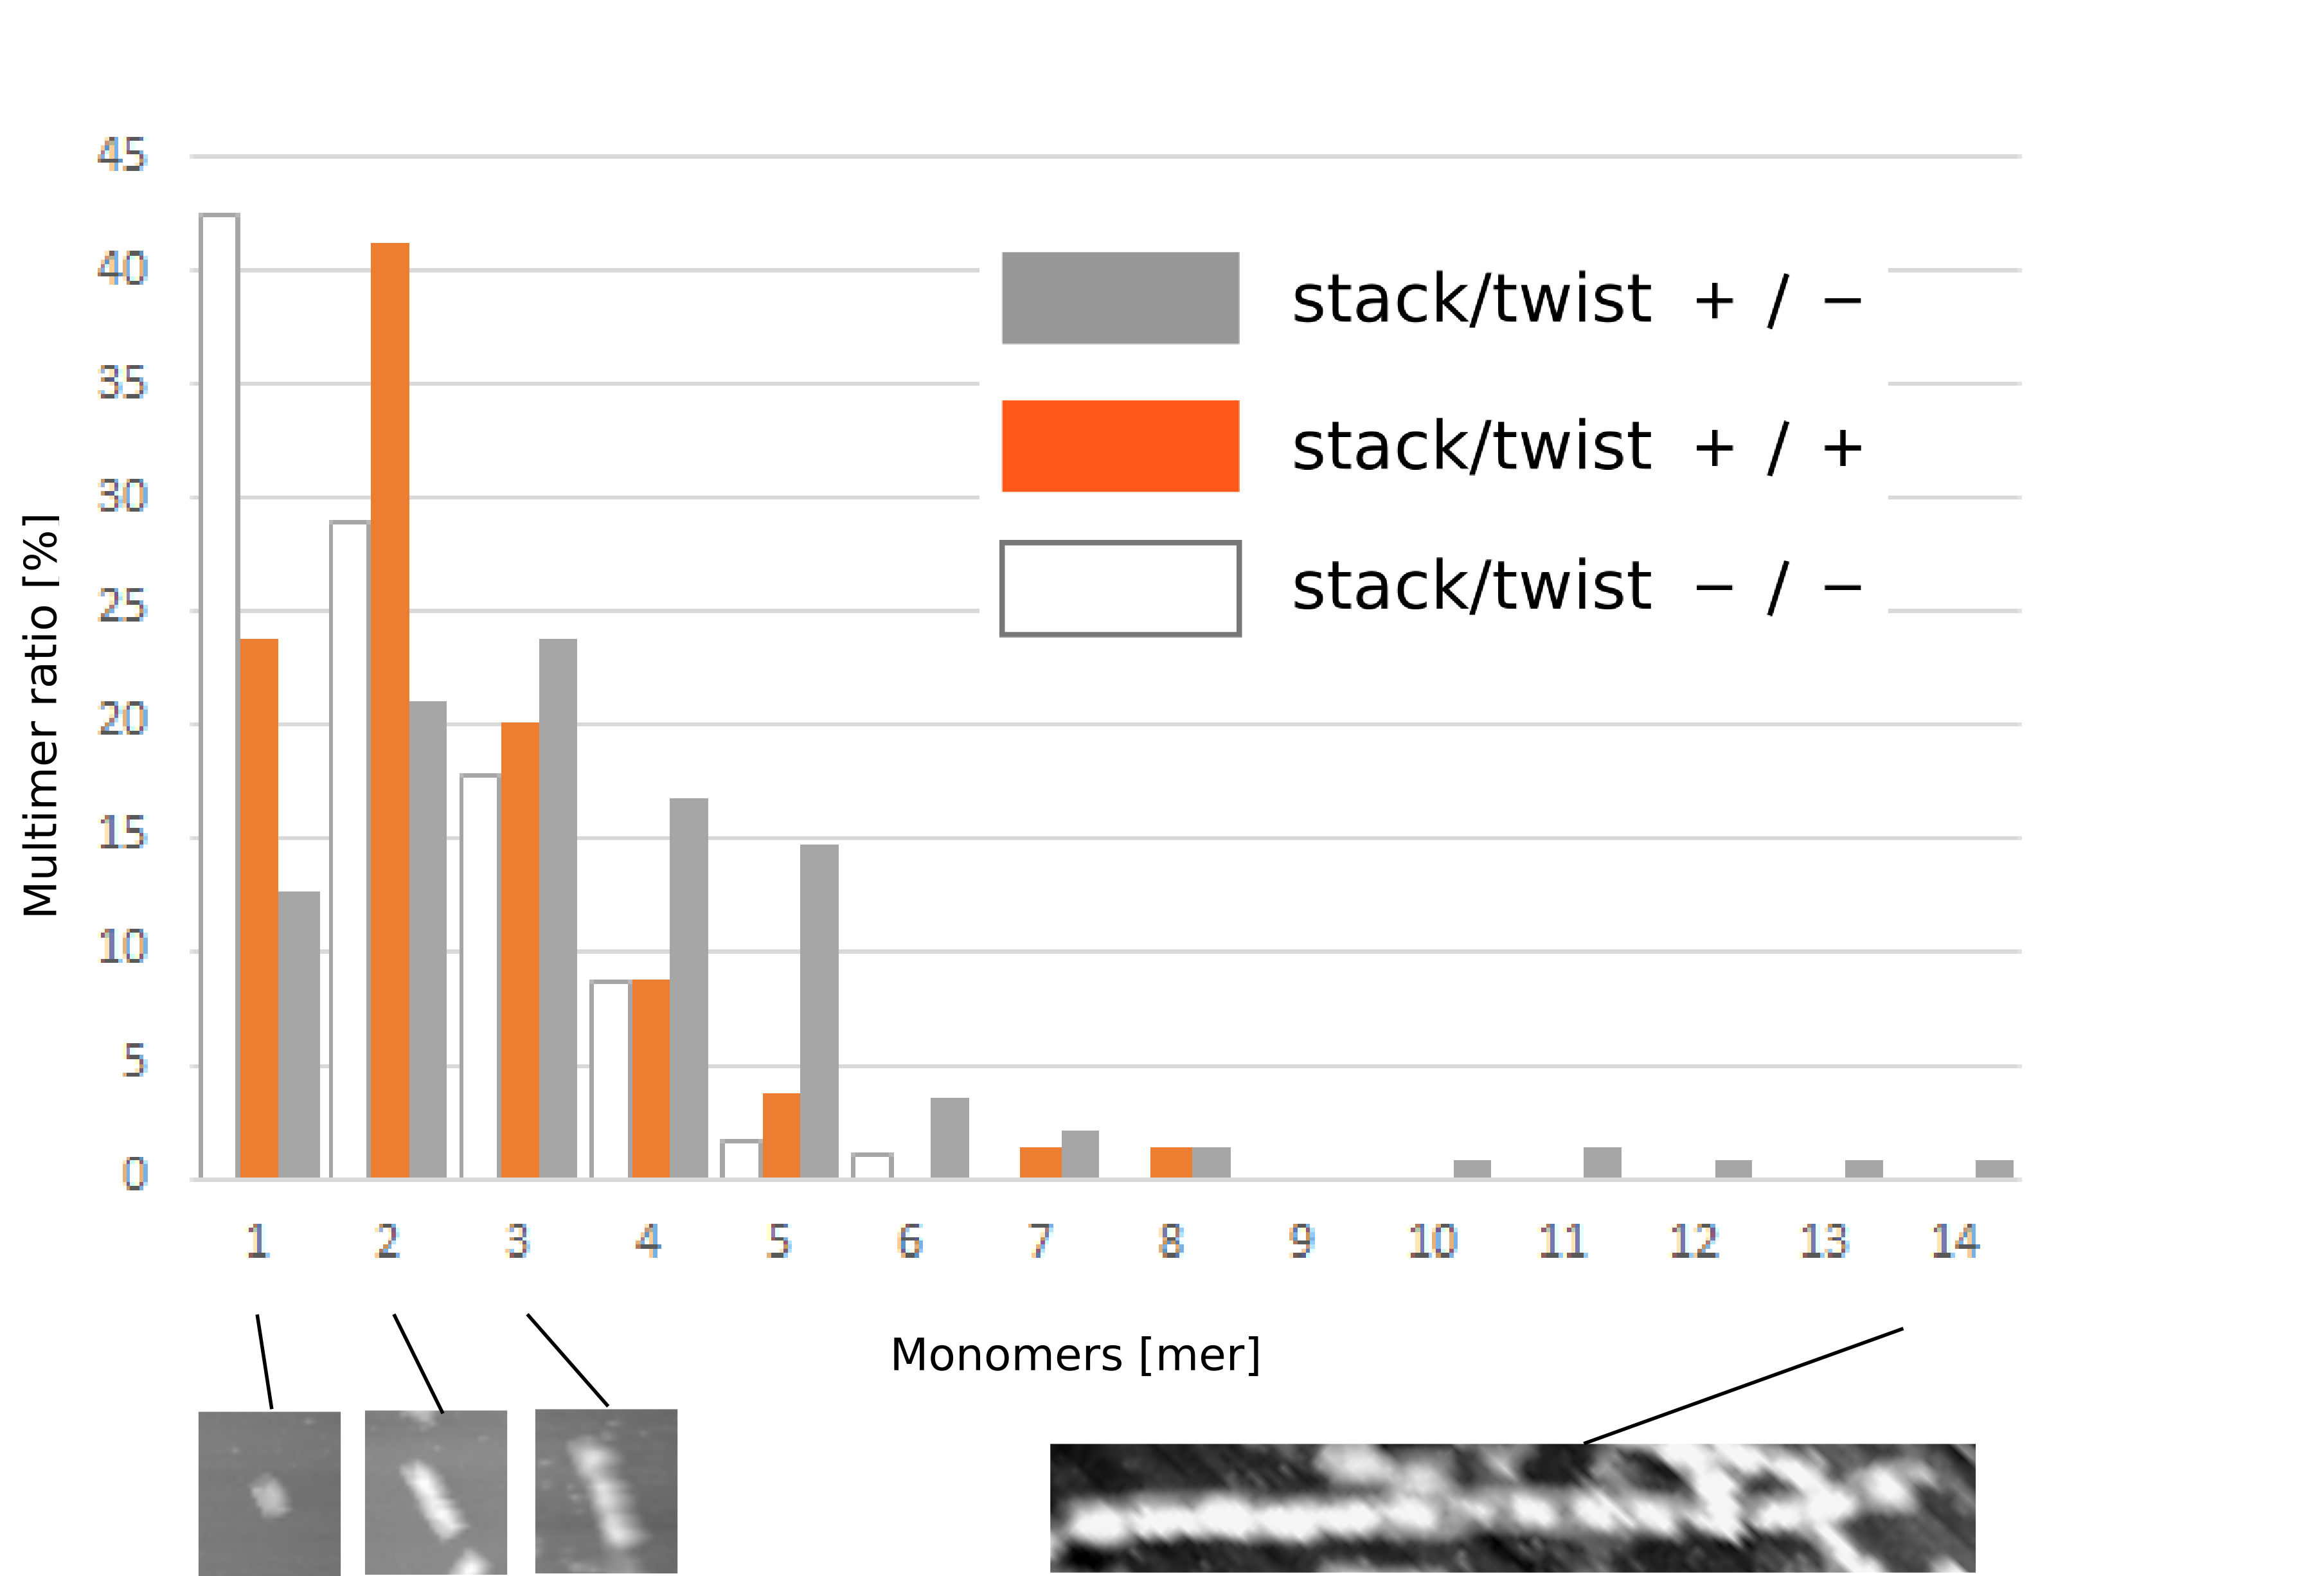 45
40
35
30
25
20
15
10
5
0
Multimer ratio [%]
stack/twist + / −
stack/twist + / +
stack/twist − / −
1 2 3 4 5 6 7 8 9 10 11 12 13 14
Monomers [mer]